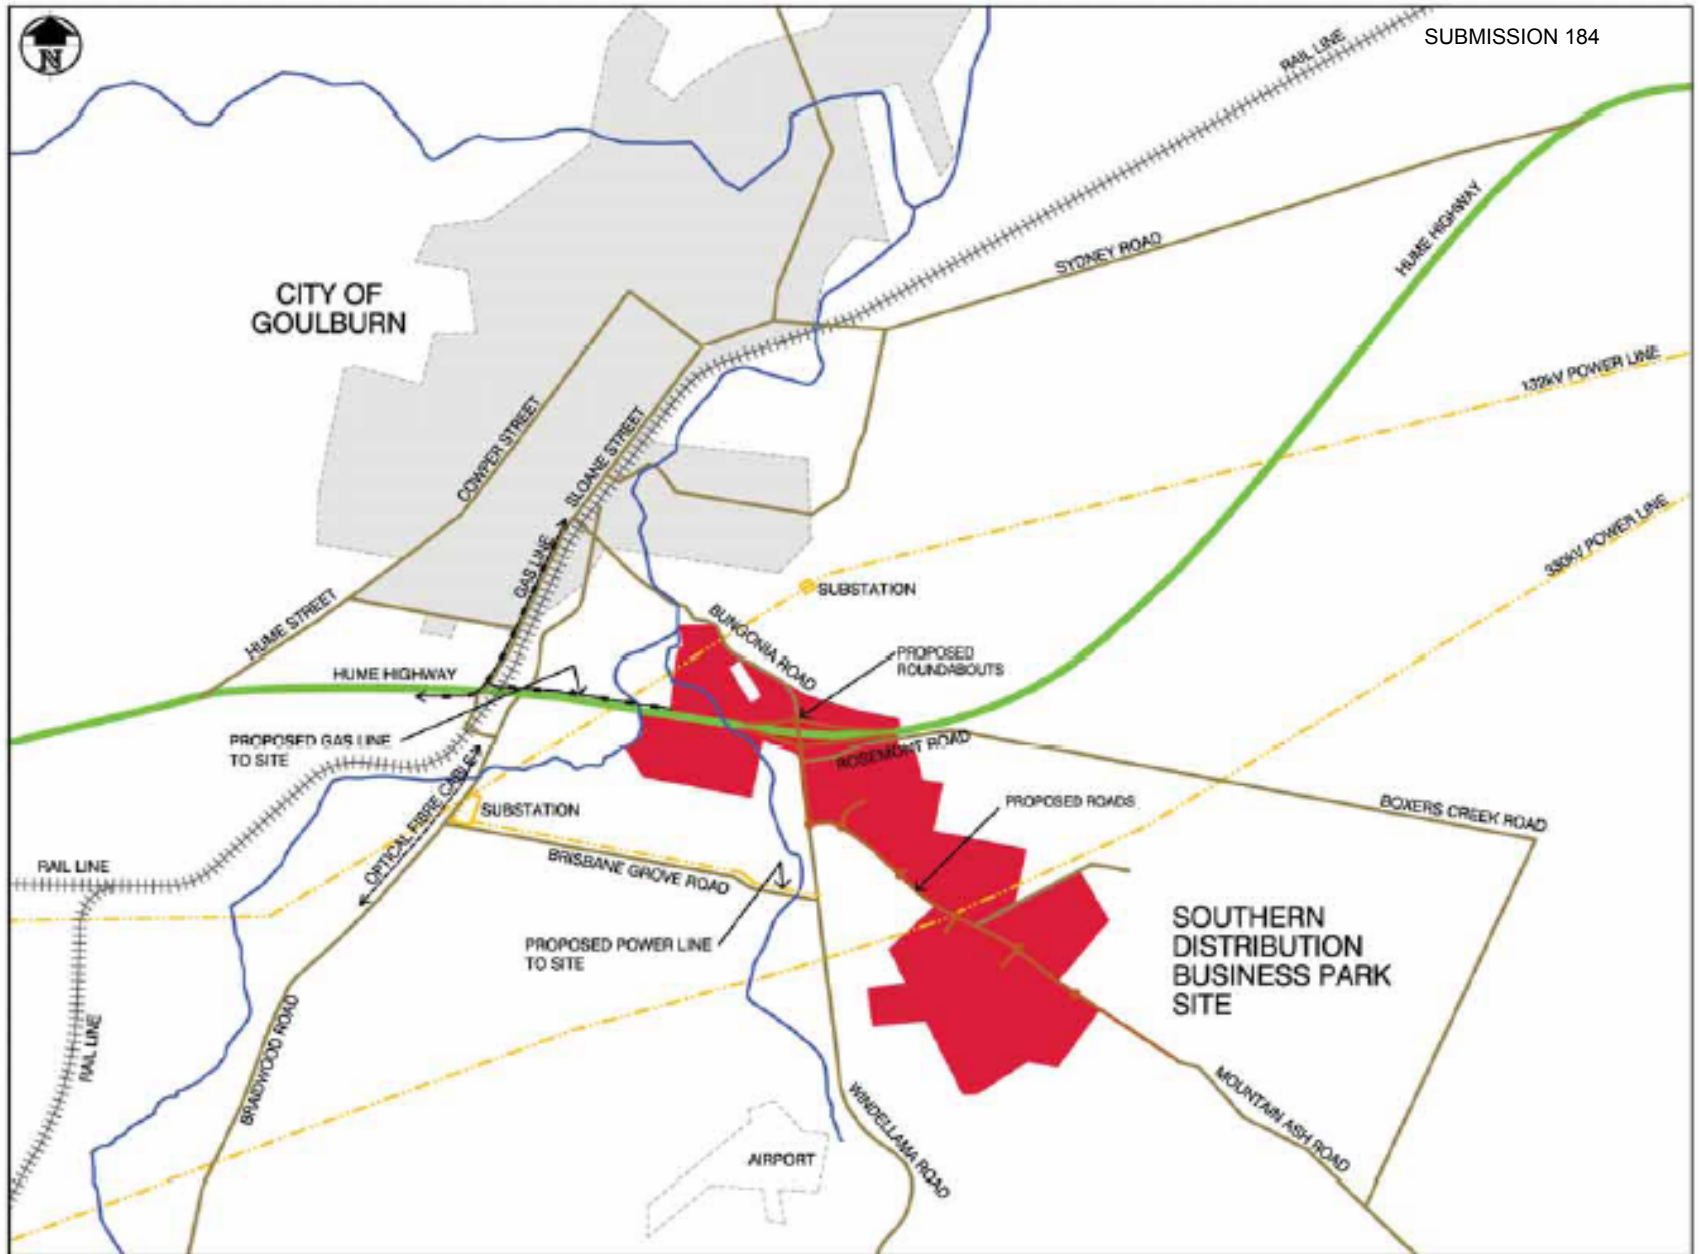 N
SUBMISSION 184
RAIL LINE
CITY OF
GOULBURN
SYDNEY ROAD
HUME HIGHWAY
132kV POWER LINE
COWPER STREET
SLOANE STREET
330kV POWER LINE
GAS LINE
SUBSTATION
HUME STREET
BUNGONIA ROAD
PROPOSED
ROUNDABOUTS
HUME HIGHWAY
PROPOSED GAS LINE
TO SITE
ROSEMONT ROAD
OPTICAL FIBRE CABLE
SUBSTATION
PROPOSED ROADS
BOXERS CREEK ROAD
RAIL LINE
BRISBANE GROVE ROAD
PROPOSED POWER LINE
TO SITE
SOUTHERN
DISTRIBUTION
BUSINESS PARK
SITE
RAIL LINE
BRAIDWOOD ROAD
WINDELLAMA ROAD
MOUNTAIN ASH ROAD
AIRPORT